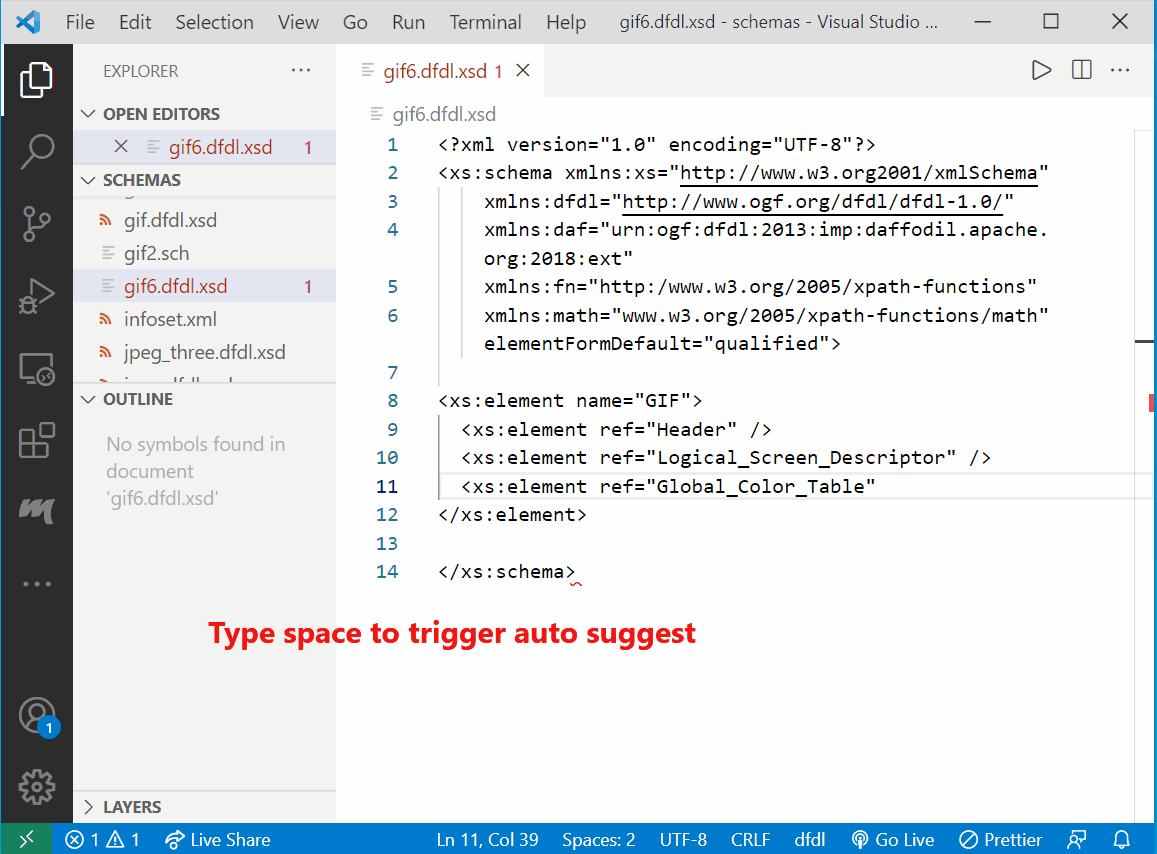 File Edit Selection View Go Run Terminal Help gif6.dfdl.xsd - schemas - Visual Studio ...
EXPLORER ...
gif6.dfdl.xsd 1
OPEN EDITORS
gif6.dfdl.xsd 1
SCHEMAS
gif.dfdl.xsd
gif2.sch
gif6.dfdl.xsd 1
infoset.xml
jpeg_three.dfdl.xsd
OUTLINE
No symbols found in
document
'gif6.dfdl.xsd'
LAYERS
gif6.dfdl.xsd
1 <?xml version="1.0" encoding="UTF-8"?>
2 <xs:schema xmlns:xs="http://www.w3.org2001/xmlSchema"
3 xmlns:dfdl="http://www.ogf.org/dfdl/dfdl-1.0/"
4 xmlns:daf="urn:ogf:dfdl:2013:imp:daffodil.apache.
org:2018:ext"
5 xmlns:fn="http:/www.w3.org/2005/xpath-functions"
6 xmlns:math="www.w3.org/2005/xpath-functions/math"
elementFormDefault="qualified">
7
8 <xs:element name="GIF">
9 <xs:element ref="Header" />
10 <xs:element ref="Logical_Screen_Descriptor" />
11 <xs:element ref="Global_Color_Table"
12 </xs:element>
13
14 </xs:schema>
Type space to trigger auto suggest
1
1 1 Live Share Ln 11, Col 39 Spaces: 2 UTF-8 CRLF dfdl Go Live Prettier